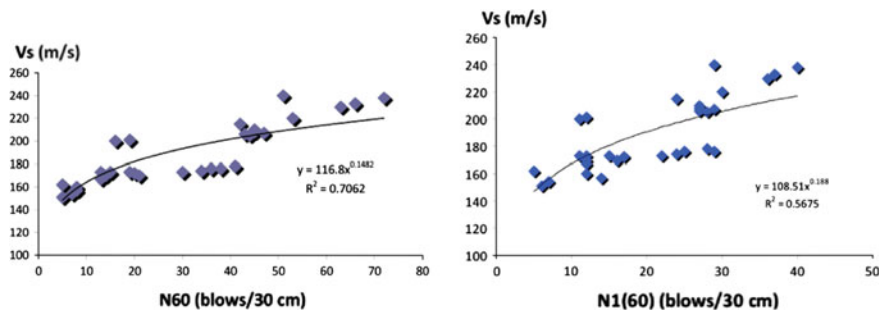 Vs (m/s)
260
240
220
200
180
160
140
120
100
0 10 20 30 40 50 60 70 80
N60 (blows/30 cm)
y = 116.8x^0.1482
R² = 0.7062
Vs (m/s)
260
240
220
200
180
160
140
120
100
0 10 20 30 40 50
N1(60) (blows/30 cm)
y = 108.51x^0.188
R² = 0.5675